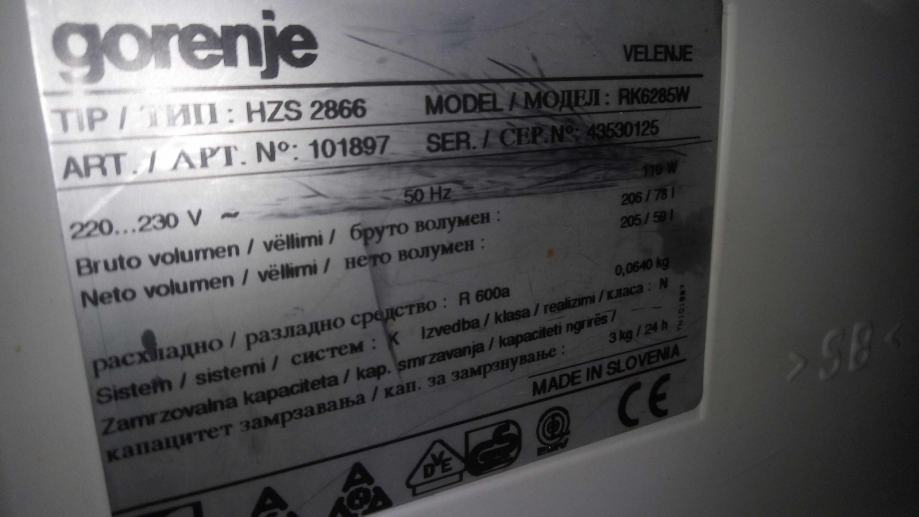 gorenje VELENJE
TIP / ТИП : HZS 2866 MODEL / МОДЕЛ : RK6285W
ART. / АРТ. Nº: 101897 SER. / СЕР.Nº: 43530125
220...230 V ~ 50 Hz 110 W
Bruto volumen / vëllimi / бруто волумен : 206 / 78 l
Neto volumen / vëllimi / нето волумен : 205 / 59 l
расхладно / разладно средство : R 600a 0,0640 kg
Sistem / sistemi / систем : K Izvedba / klasa / realizimi / класа : N
Zamrzovalna kapaciteta / kap. smrzavanja / kapaciteti ngrirës /
капацитет замрзавања / кап. за замрзнување : 3 kg / 24 h
MADE IN SLOVENIA
VDE CE
>SB<